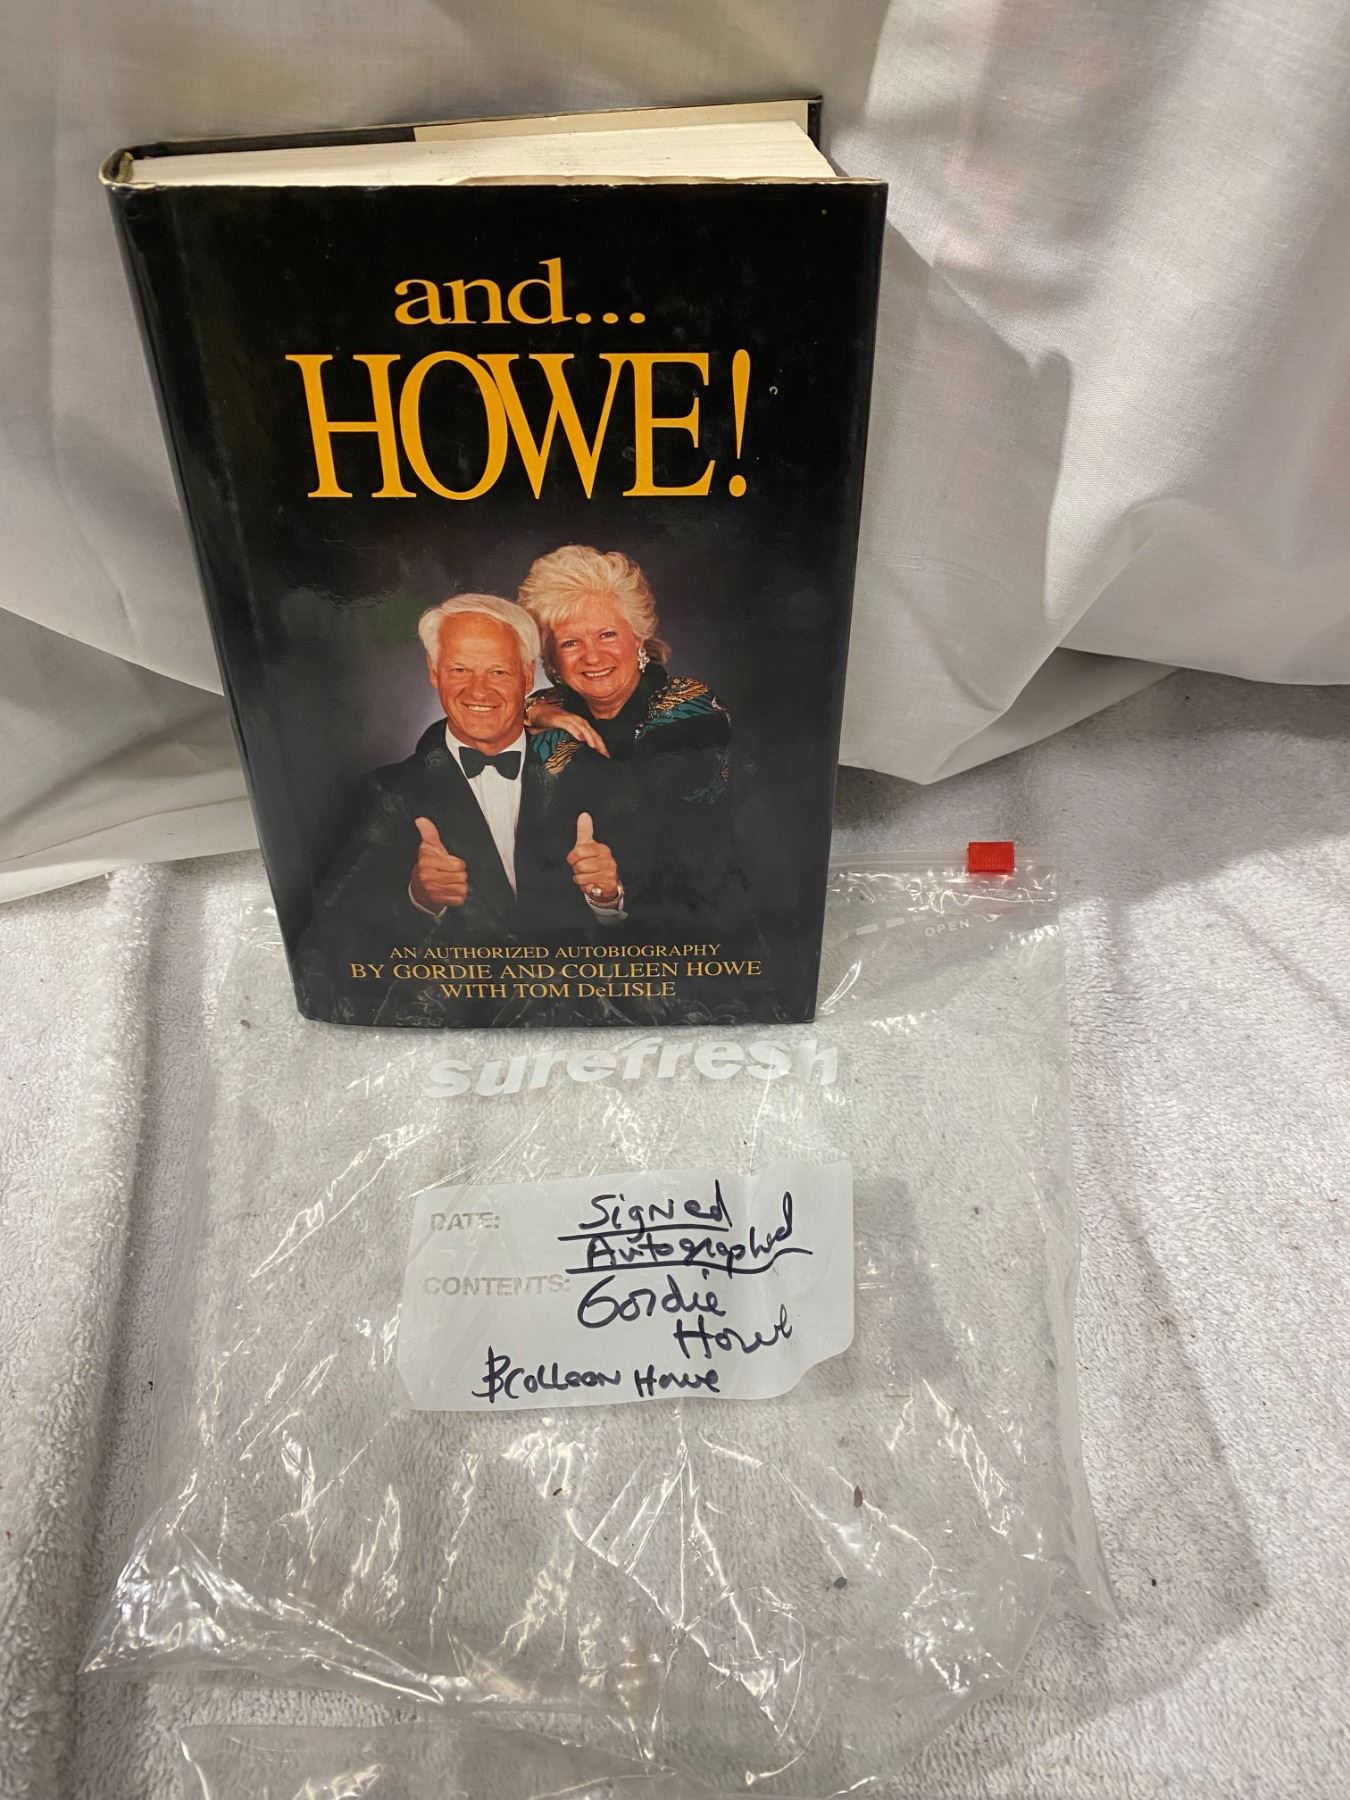 and...
HOWE!
AN AUTHORIZED AUTOBIOGRAPHY
BY GORDIE AND COLLEEN HOWE
WITH TOM DeLISLE
OPEN
surefresh
DATE: Signed
Autographed
CONTENTS: Gordie
Howe
& Colleen Howe